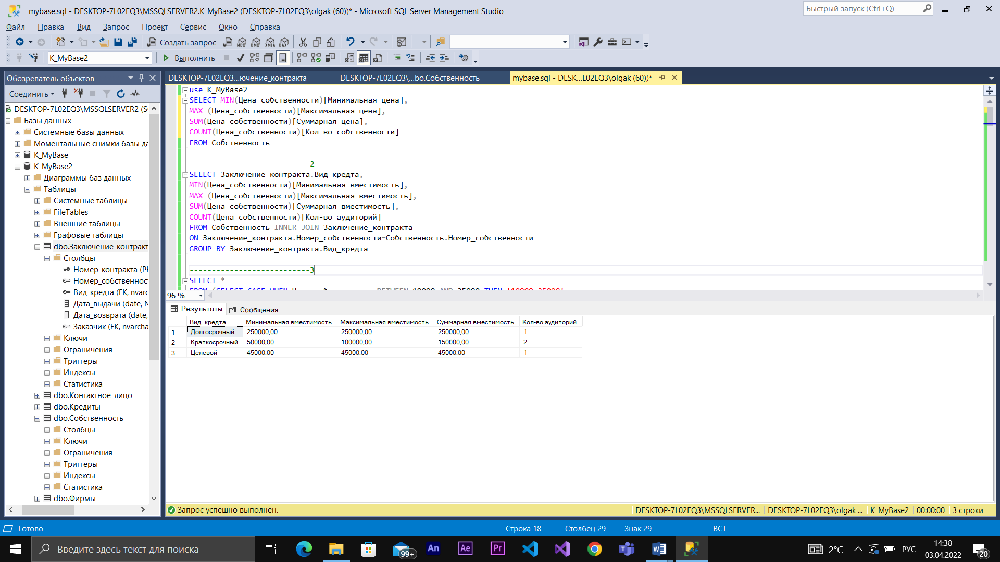 mybase.sql - DESKTOP-7L02EQ3\MSSQLSERVER2.K_MyBase2 (DESKTOP-7L02EQ3\olgak (60))* - Microsoft SQL Server Management Studio
Быстрый запуск (Ctrl+Q)
Файл Правка Вид Запрос Проект Сервис Окно Справка
Создать запрос MDX DMX XMLA DAX
K_MyBase2 Выполнить
Обозреватель объектов
Соединить
DESKTOP-7L02EQ3\MSSQLSERVER2 (S
Базы данных
Системные базы данных
Моментальные снимки базы да
K_MyBase
K_MyBase2
Диаграммы баз данных
Таблицы
Системные таблицы
FileTables
Внешние таблицы
Графовые таблицы
dbo.Заключение_контракт
Столбцы
Номер_контракта (PK
Номер_собственнос
Вид_кредта (FK, nvarc
Дата_выдачи (date, N
Дата_возврата (date,
Заказчик (FK, nvarcha
Ключи
Ограничения
Триггеры
Индексы
Статистика
dbo.Контактное_лицо
dbo.Кредиты
dbo.Собственность
Столбцы
Ключи
Ограничения
Триггеры
Индексы
Статистика
dbo.Фирмы
DESKTOP-7L02EQ3...ючение_контракта DESKTOP-7L02EQ3\...bo.Собственность mybase.sql - DESK...L02EQ3\olgak (60))*
use K_MyBase2
SELECT MIN(Цена_собственности)[Минимальная цена],
MAX (Цена_собственности)[Максимальная цена],
SUM(Цена_собственности)[Суммарная цена],
COUNT(Цена_собственности)[Кол-во собственности]
FROM Собственность
---------------------------2
SELECT Заключение_контракта.Вид_кредта,
MIN(Цена_собственности)[Минимальная вместимость],
MAX (Цена_собственности)[Максимальная вместимость],
SUM(Цена_собственности)[Суммарная вместимость],
COUNT(Цена_собственности)[Кол-во аудиторий]
FROM Собственность INNER JOIN Заключение_контракта
ON Заключение_контракта.Номер_собственности=Собственность.Номер_собственности
GROUP BY Заключение_контракта.Вид_кредта
---------------------------3
SELECT *
96 %
Результаты Сообщения
Вид_кредта Минимальная вместимость Максимальная вместимость Суммарная вместимость Кол-во аудиторий
1 Долгосрочный 250000,00 250000,00 250000,00 1
2 Краткосрочный 50000,00 100000,00 150000,00 2
3 Целевой 45000,00 45000,00 45000,00 1
Запрос успешно выполнен. DESKTOP-7L02EQ3\MSSQLSERVER... DESKTOP-7L02EQ3\olgak ... K_MyBase2 00:00:00 3 строки
Готово Строка 18 Столбец 29 Знак 29 ВСТ
Введите здесь текст для поиска
99+ An Ae Pr 2°C РУС
14:38
03.04.2022
20